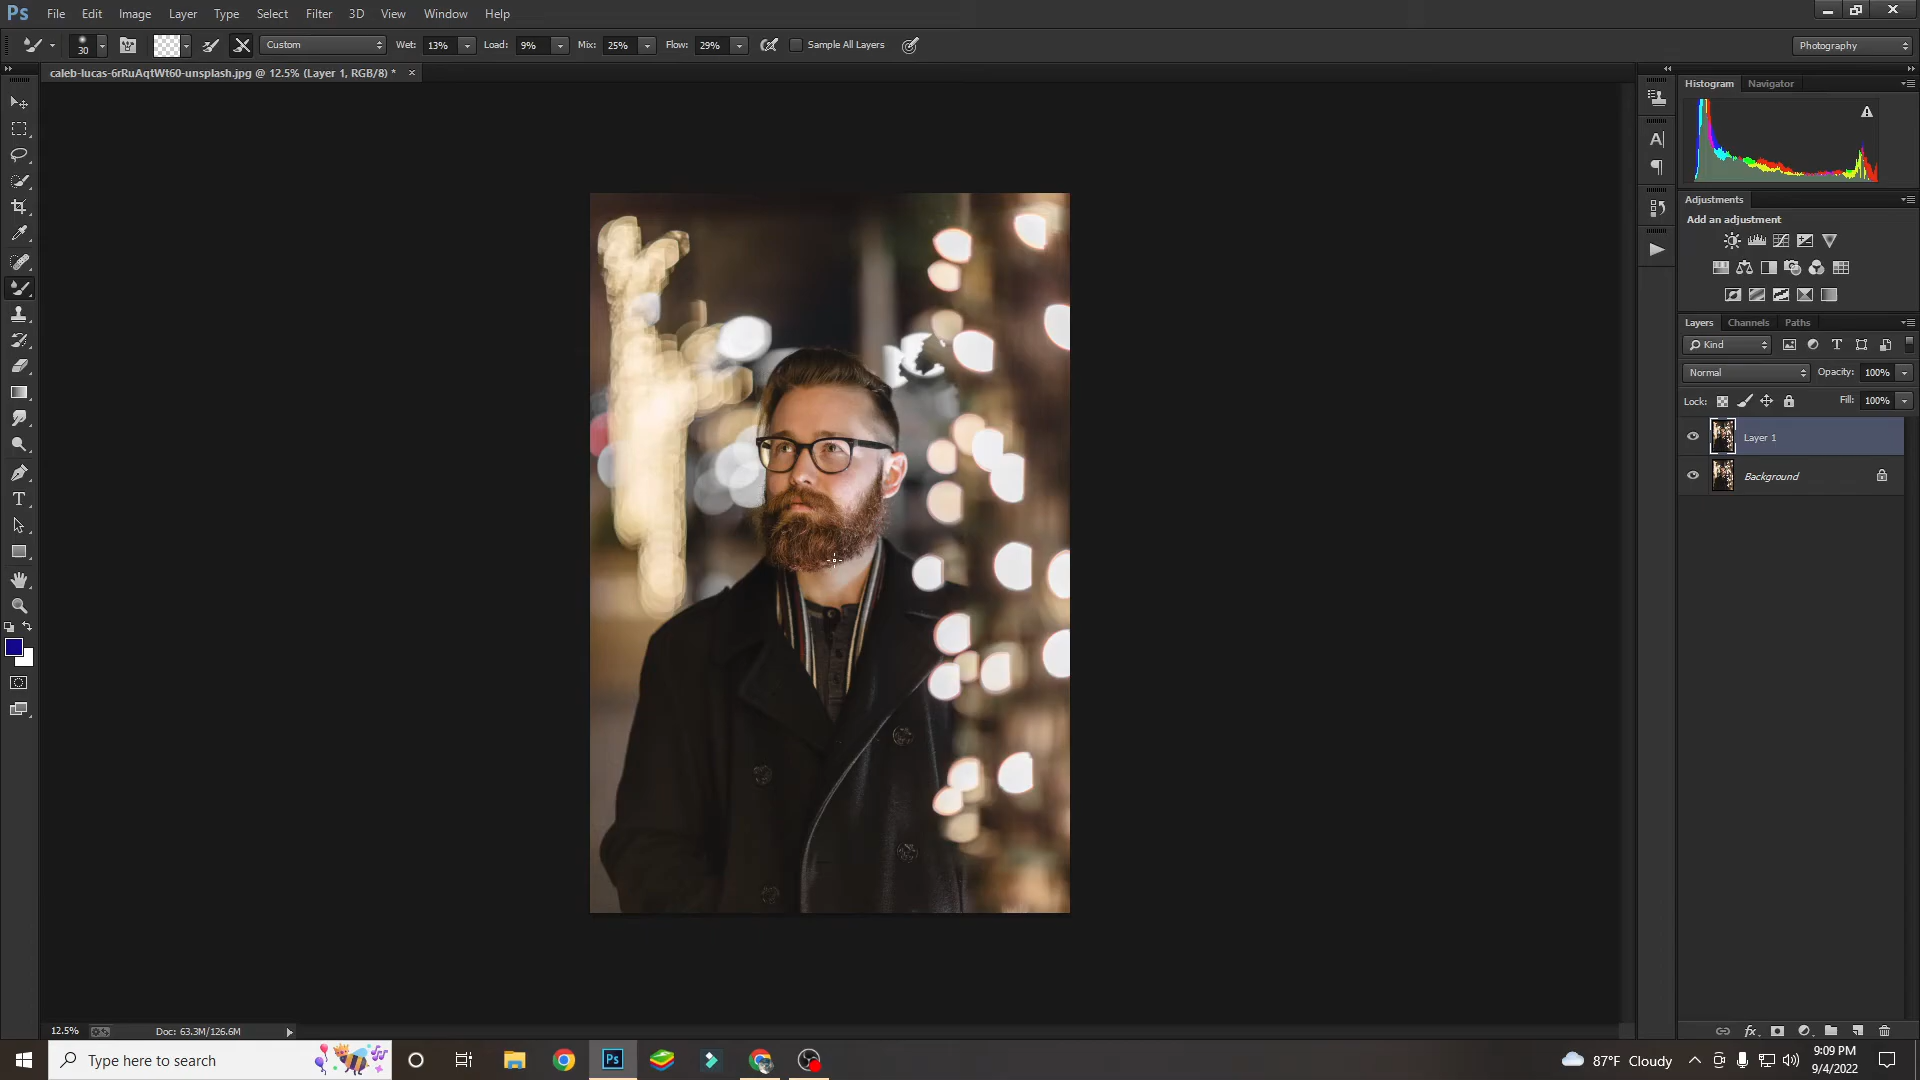 Ps File Edit Image Layer Type Select Filter 3D View Window Help
30 Custom Wet: 13% Load: 9% Mix: 25% Flow: 29% Sample All Layers Photography
caleb-lucas-6rRuAqtWt60-unsplash.jpg @ 12.5% (Layer 1, RGB/8) *
Histogram Navigator
Adjustments
Add an adjustment
Layers Channels Paths
Kind
Normal Opacity: 100%
Lock: Fill: 100%
Layer 1
Background
12.5% Doc: 63.3M/126.6M
Type here to search
Ps
87°F Cloudy
9:09 PM
9/4/2022